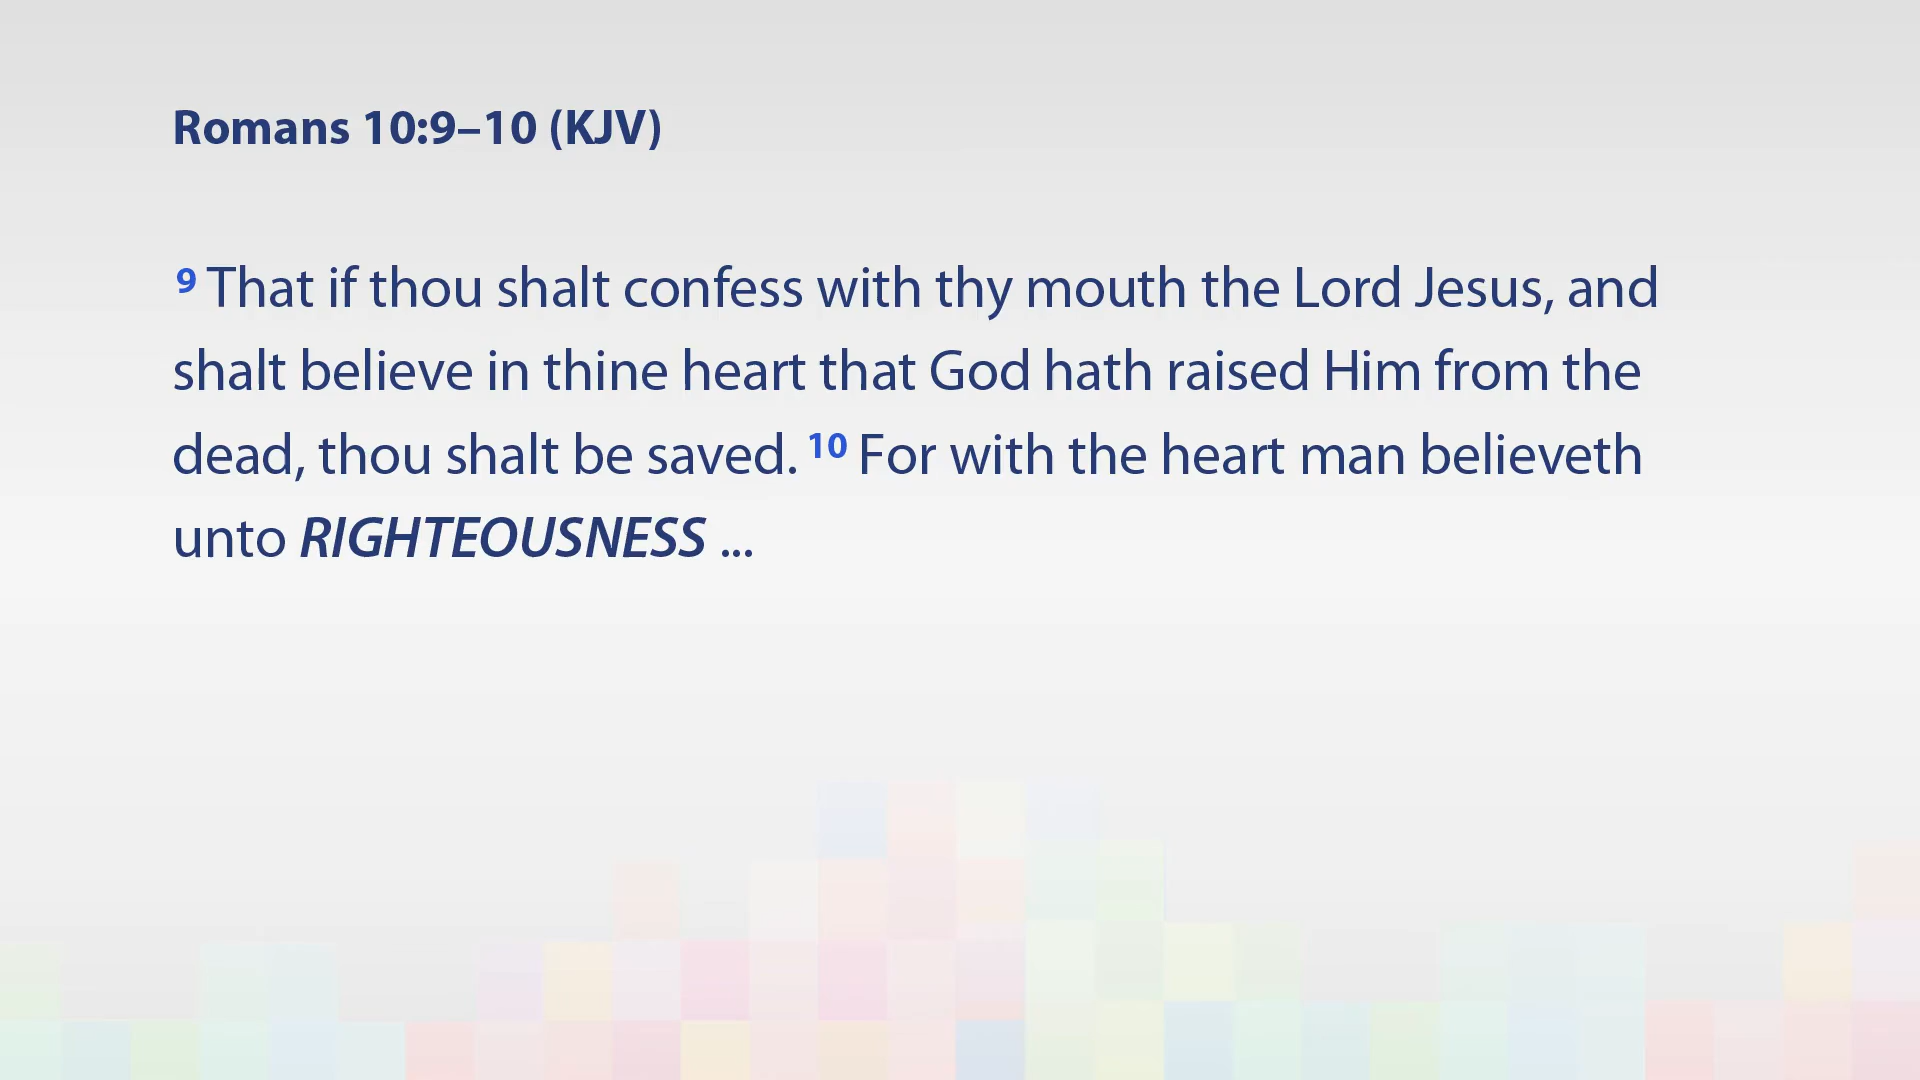 Romans 10:9–10 (KJV)
9 That if thou shalt confess with thy mouth the Lord Jesus, and
shalt believe in thine heart that God hath raised Him from the
dead, thou shalt be saved. 10 For with the heart man believeth
unto RIGHTEOUSNESS ...